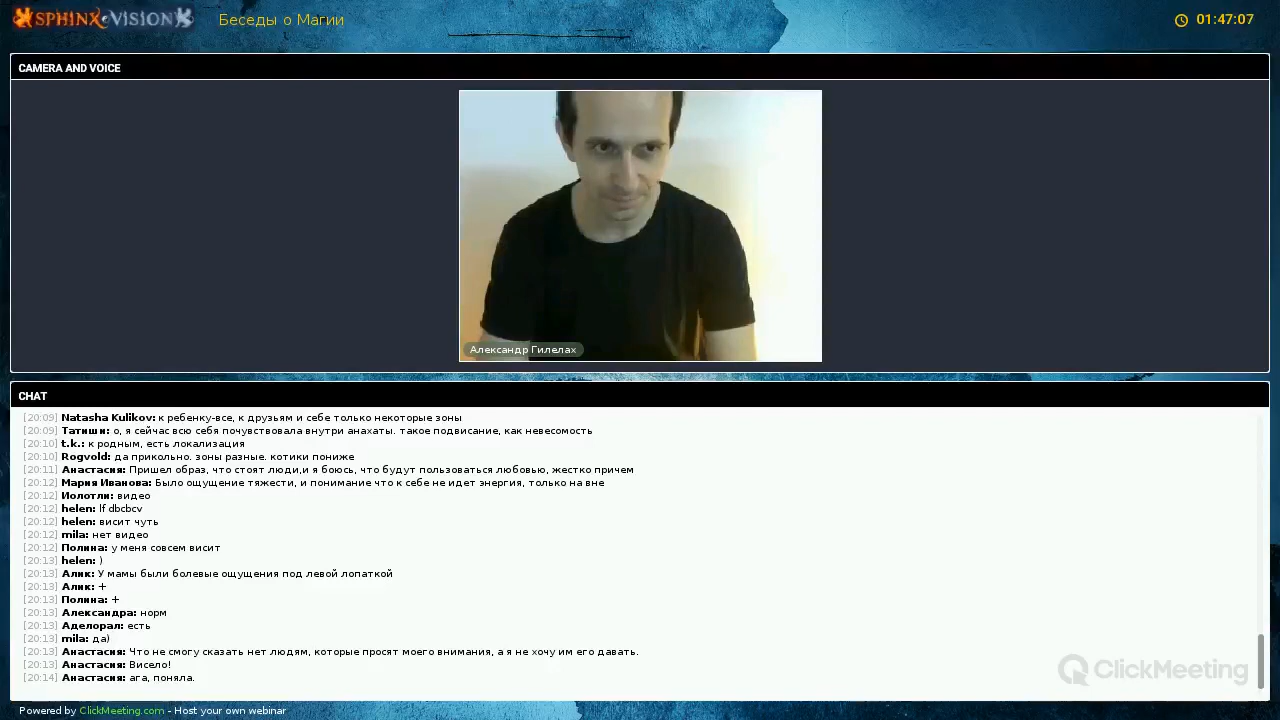 SPHINX VISION Беседы о Магии 01:47:07
CAMERA AND VOICE
Александр Гилелах
CHAT
[20:09] Natasha Kulikov: к ребенку-все, к друзьям и себе только некоторые зоны
[20:09] Татиши: о, я сейчас всю себя почувствовала внутри анахаты. такое подвисание, как невесомость
[20:10] t.k.: к родным, есть локализация
[20:10] Rogvold: да прикольно. зоны разные. котики пониже
[20:11] Анастасия: Пришел образ, что стоят люди,и я боюсь, что будут пользоваться любовью, жестко причем
[20:12] Мария Иванова: Было ощущение тяжести, и понимание что к себе не идет энергия, только на вне
[20:12] Иолотли: видео
[20:12] helen: lf dbcbcv
[20:12] helen: висит чуть
[20:12] mila: нет видео
[20:12] Полина: у меня совсем висит
[20:13] helen: )
[20:13] Алик: У мамы были болевые ощущения под левой лопаткой
[20:13] Алик: +
[20:13] Полина: +
[20:13] Александра: норм
[20:13] Аделорал: есть
[20:13] mila: да)
[20:13] Анастасия: Что не смогу сказать нет людям, которые просят моего внимания, а я не хочу им его давать.
[20:13] Анастасия: Висело!
[20:14] Анастасия: ага, поняла.
ClickMeeting
Powered by ClickMeeting.com - Host your own webinar